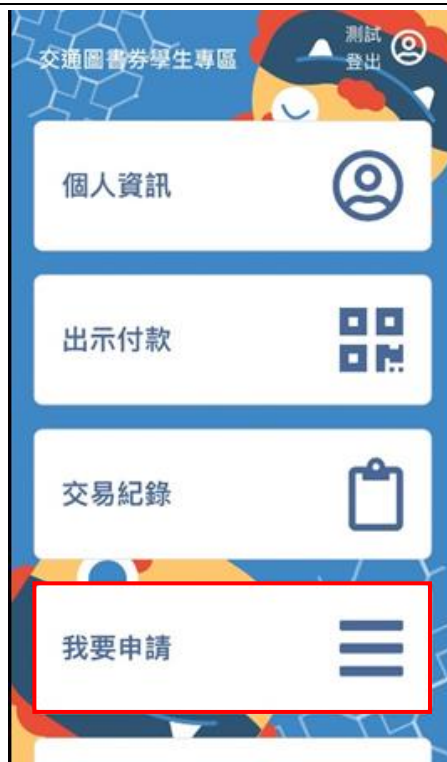 交通圖書券學生專區
測試
登出
個人資訊
出示付款
交易紀錄
我要申請